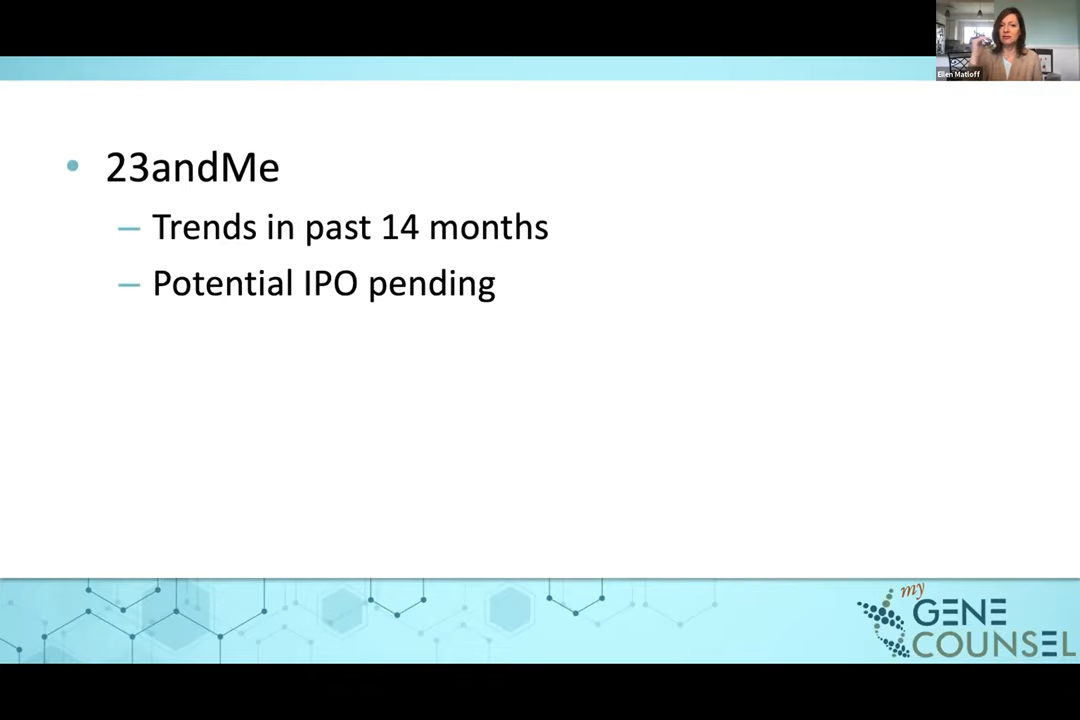 Ellen Matloff
• 23andMe
– Trends in past 14 months
– Potential IPO pending
my
GENE
COUNSEL